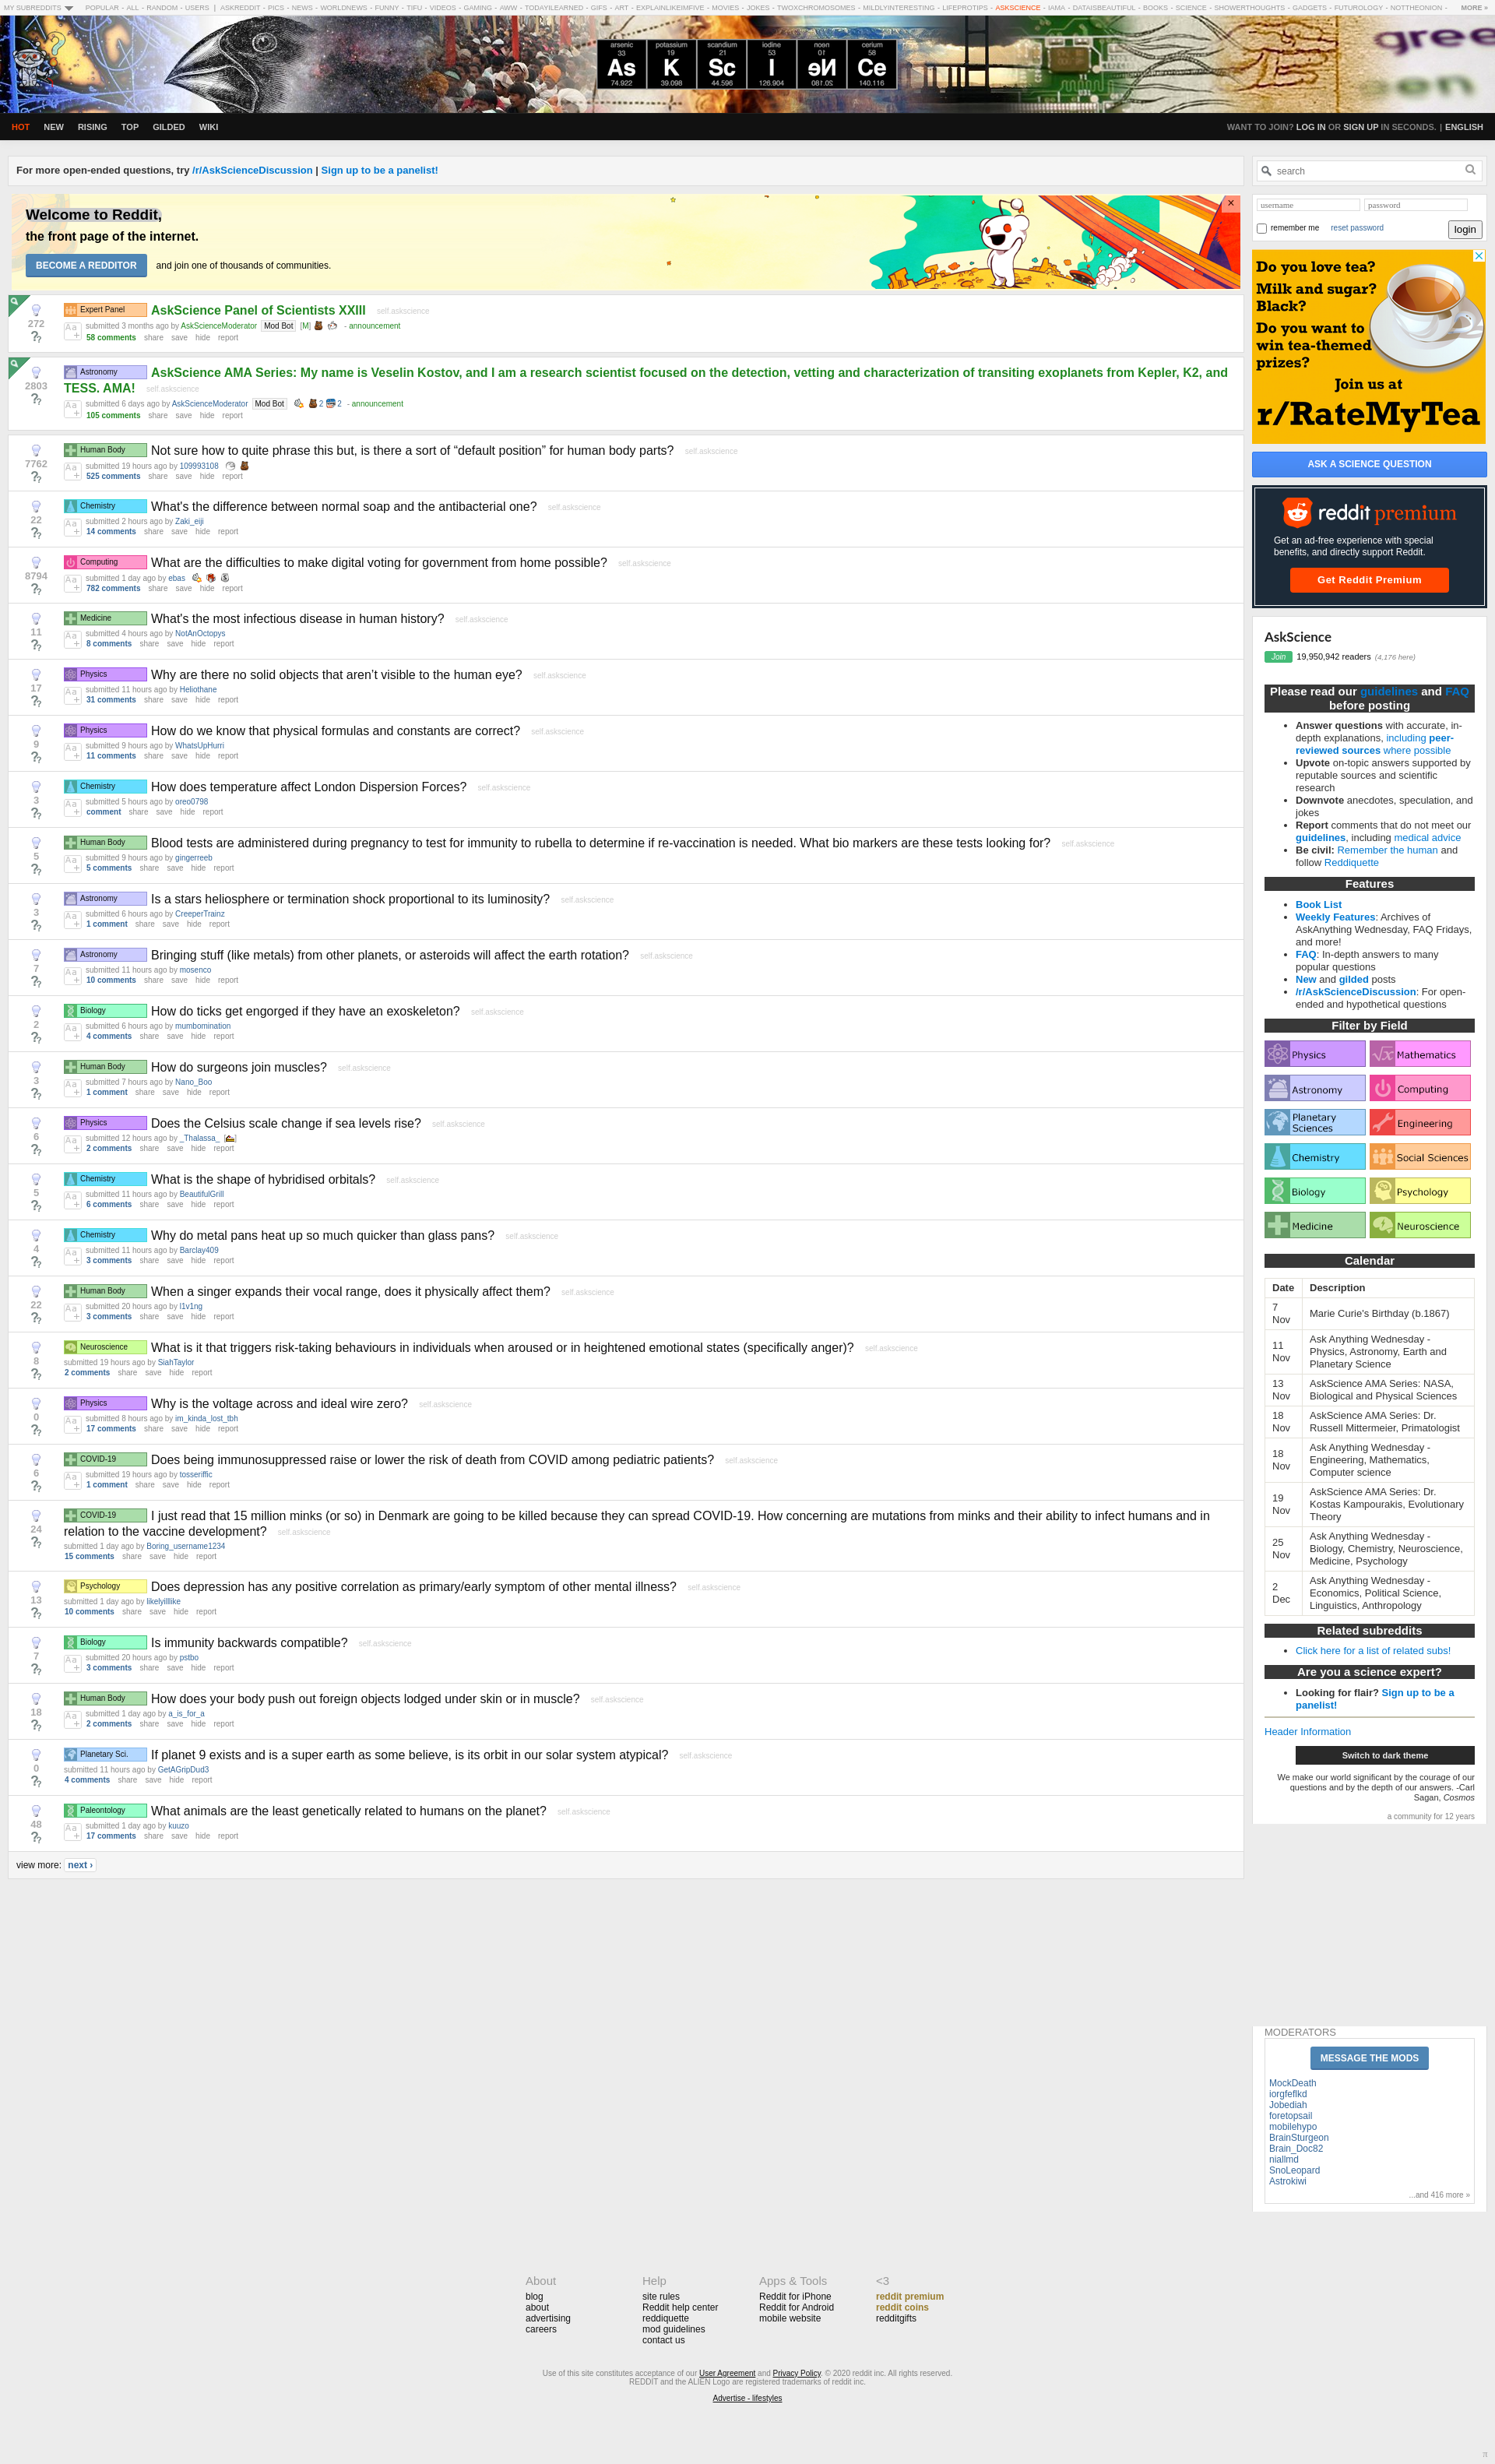 MY SUBREDDITS POPULAR - ALL - RANDOM - USERS | ASKREDDIT - PICS - NEWS - WORLDNEWS - FUNNY - TIFU - VIDEOS - GAMING - AWW - TODAYILEARNED - GIFS - ART - EXPLAINLIKEIMFIVE - MOVIES - JOKES - TWOXCHROMOSOMES - MILDLYINTERESTING - LIFEPROTIPS - ASKSCIENCE - IAMA - DATAISBEAUTIFUL - BOOKS - SCIENCE - SHOWERTHOUGHTS - GADGETS - FUTUROLOGY - NOTTHEONION - MORE »
arsenic 33 As 74.922
potassium 19 K 39.098
scandium 21 Sc 44.596
iodine 53 I 126.904
cerium 58 Ce 140.116
HOT NEW RISING TOP GILDED WIKI
WANT TO JOIN? LOG IN OR SIGN UP IN SECONDS. | ENGLISH
For more open-ended questions, try /r/AskScienceDiscussion | Sign up to be a panelist!
Welcome to Reddit,
the front page of the internet.
BECOME A REDDITOR and join one of thousands of communities.
×
272
Expert Panel AskScience Panel of Scientists XXIII self.askscience
submitted 3 months ago by AskScienceModerator Mod Bot [M] - announcement
58 comments share save hide report
2803
Astronomy AskScience AMA Series: My name is Veselin Kostov, and I am a research scientist focused on the detection, vetting and characterization of transiting exoplanets from Kepler, K2, and
TESS. AMA! self.askscience
submitted 6 days ago by AskScienceModerator Mod Bot 2 2 - announcement
105 comments share save hide report
7762
Human Body Not sure how to quite phrase this but, is there a sort of “default position” for human body parts? self.askscience
submitted 19 hours ago by 109993108
525 comments share save hide report
22
Chemistry What's the difference between normal soap and the antibacterial one? self.askscience
submitted 2 hours ago by Zaki_eiji
14 comments share save hide report
8794
Computing What are the difficulties to make digital voting for government from home possible? self.askscience
submitted 1 day ago by ebas
782 comments share save hide report
11
Medicine What's the most infectious disease in human history? self.askscience
submitted 4 hours ago by NotAnOctopys
8 comments share save hide report
17
Physics Why are there no solid objects that aren’t visible to the human eye? self.askscience
submitted 11 hours ago by Heliothane
31 comments share save hide report
9
Physics How do we know that physical formulas and constants are correct? self.askscience
submitted 9 hours ago by WhatsUpHurri
11 comments share save hide report
3
Chemistry How does temperature affect London Dispersion Forces? self.askscience
submitted 5 hours ago by oreo0798
comment share save hide report
5
Human Body Blood tests are administered during pregnancy to test for immunity to rubella to determine if re-vaccination is needed. What bio markers are these tests looking for? self.askscience
submitted 9 hours ago by gingerreeb
5 comments share save hide report
3
Astronomy Is a stars heliosphere or termination shock proportional to its luminosity? self.askscience
submitted 6 hours ago by CreeperTrainz
1 comment share save hide report
7
Astronomy Bringing stuff (like metals) from other planets, or asteroids will affect the earth rotation? self.askscience
submitted 11 hours ago by mosenco
10 comments share save hide report
2
Biology How do ticks get engorged if they have an exoskeleton? self.askscience
submitted 6 hours ago by mumbomination
4 comments share save hide report
3
Human Body How do surgeons join muscles? self.askscience
submitted 7 hours ago by Nano_Boo
1 comment share save hide report
6
Physics Does the Celsius scale change if sea levels rise? self.askscience
submitted 12 hours ago by _Thalassa_
2 comments share save hide report
5
Chemistry What is the shape of hybridised orbitals? self.askscience
submitted 11 hours ago by BeautifulGrill
6 comments share save hide report
4
Chemistry Why do metal pans heat up so much quicker than glass pans? self.askscience
submitted 11 hours ago by Barclay409
3 comments share save hide report
22
Human Body When a singer expands their vocal range, does it physically affect them? self.askscience
submitted 20 hours ago by l1v1ng
3 comments share save hide report
8
Neuroscience What is it that triggers risk-taking behaviours in individuals when aroused or in heightened emotional states (specifically anger)? self.askscience
submitted 19 hours ago by SiahTaylor
2 comments share save hide report
0
Physics Why is the voltage across and ideal wire zero? self.askscience
submitted 8 hours ago by im_kinda_lost_tbh
17 comments share save hide report
6
COVID-19 Does being immunosuppressed raise or lower the risk of death from COVID among pediatric patients? self.askscience
submitted 19 hours ago by tosseriffic
1 comment share save hide report
24
COVID-19 I just read that 15 million minks (or so) in Denmark are going to be killed because they can spread COVID-19. How concerning are mutations from minks and their ability to infect humans and in
relation to the vaccine development? self.askscience
submitted 1 day ago by Boring_username1234
15 comments share save hide report
13
Psychology Does depression has any positive correlation as primary/early symptom of other mental illness? self.askscience
submitted 1 day ago by likelyilllike
10 comments share save hide report
7
Biology Is immunity backwards compatible? self.askscience
submitted 20 hours ago by pstbo
3 comments share save hide report
18
Human Body How does your body push out foreign objects lodged under skin or in muscle? self.askscience
submitted 1 day ago by a_is_for_a
2 comments share save hide report
0
Planetary Sci. If planet 9 exists and is a super earth as some believe, is its orbit in our solar system atypical? self.askscience
submitted 11 hours ago by GetAGripDud3
4 comments share save hide report
48
Paleontology What animals are the least genetically related to humans on the planet? self.askscience
submitted 1 day ago by kuuzo
17 comments share save hide report
view more: next ›
search
username password
remember me reset password login
Do you love tea?
Milk and sugar?
Black?
Do you want to
win tea-themed
prizes?
Join us at
r/RateMyTea
ASK A SCIENCE QUESTION
reddit premium
Get an ad-free experience with special
benefits, and directly support Reddit.
Get Reddit Premium
AskScience
Join 19,950,942 readers (4,176 here)
Please read our guidelines and FAQ
before posting
Answer questions with accurate, in-
depth explanations, including peer-
reviewed sources where possible
Upvote on-topic answers supported by
reputable sources and scientific
research
Downvote anecdotes, speculation, and
jokes
Report comments that do not meet our
guidelines, including medical advice
Be civil: Remember the human and
follow Reddiquette
Features
Book List
Weekly Features: Archives of
AskAnything Wednesday, FAQ Fridays,
and more!
FAQ: In-depth answers to many
popular questions
New and gilded posts
/r/AskScienceDiscussion: For open-
ended and hypothetical questions
Filter by Field
Physics Mathematics
Astronomy Computing
Planetary Sciences Engineering
Chemistry Social Sciences
Biology Psychology
Medicine Neuroscience
Calendar
Date Description
7 Nov Marie Curie's Birthday (b.1867)
11 Nov Ask Anything Wednesday - Physics, Astronomy, Earth and Planetary Science
13 Nov AskScience AMA Series: NASA, Biological and Physical Sciences
18 Nov AskScience AMA Series: Dr. Russell Mittermeier, Primatologist
18 Nov Ask Anything Wednesday - Engineering, Mathematics, Computer science
19 Nov AskScience AMA Series: Dr. Kostas Kampourakis, Evolutionary Theory
25 Nov Ask Anything Wednesday - Biology, Chemistry, Neuroscience, Medicine, Psychology
2 Dec Ask Anything Wednesday - Economics, Political Science, Linguistics, Anthropology
Related subreddits
Click here for a list of related subs!
Are you a science expert?
Looking for flair? Sign up to be a
panelist!
Header Information
Switch to dark theme
We make our world significant by the courage of our
questions and by the depth of our answers. -Carl
Sagan, Cosmos
a community for 12 years
MODERATORS
MESSAGE THE MODS
MockDeath
iorgfeflkd
Jobediah
foretopsail
mobilehypo
BrainSturgeon
Brain_Doc82
niallmd
SnoLeopard
Astrokiwi
...and 416 more »
About
blog
about
advertising
careers
Help
site rules
Reddit help center
reddiquette
mod guidelines
contact us
Apps & Tools
Reddit for iPhone
Reddit for Android
mobile website
<3
reddit premium
reddit coins
redditgifts
Use of this site constitutes acceptance of our User Agreement and Privacy Policy. © 2020 reddit inc. All rights reserved.
REDDIT and the ALIEN Logo are registered trademarks of reddit inc.
Advertise - lifestyles
π